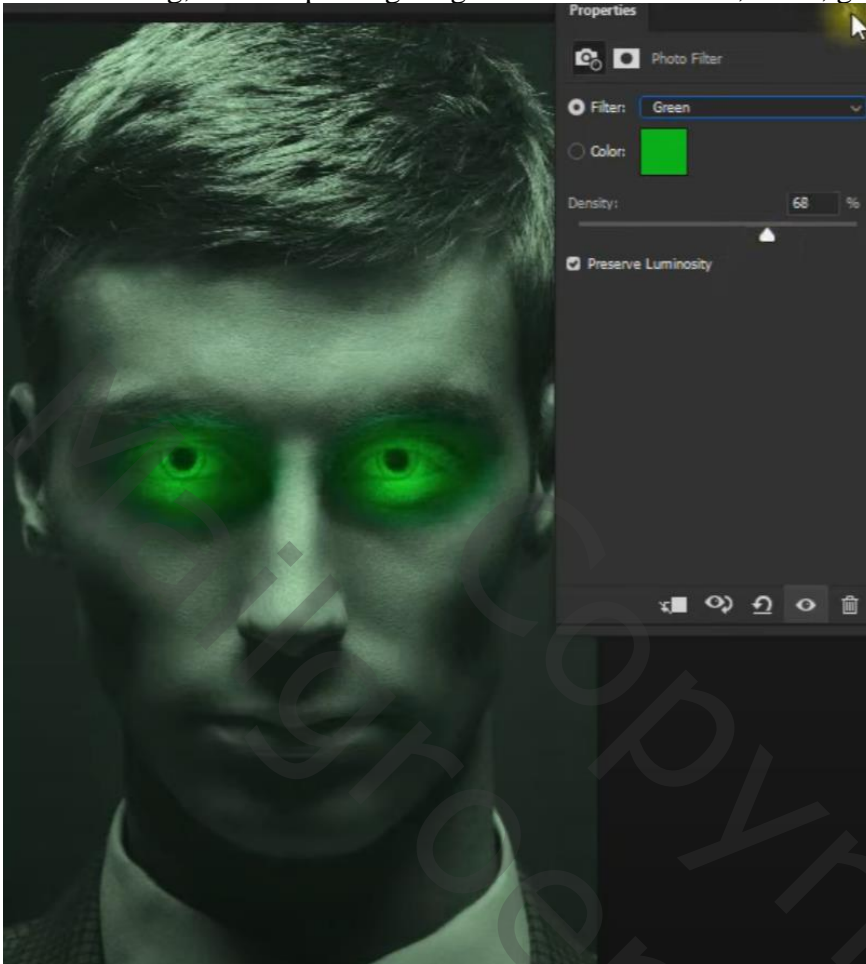 Properties
Photo Filter
Filter: Green
Color:
Density: 68 %
Preserve Luminosity